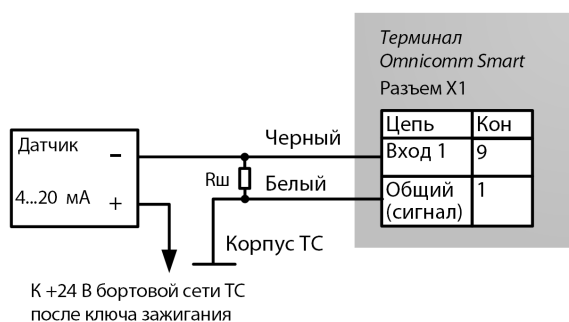 Терминал
Omnicomm Smart
Разъем X1
Цепь Кон
Черный
Вход 1 9
Датчик
–
Rш
Белый
Общий
(сигнал) 1
4...20 мА +
Корпус ТС
К +24 В бортовой сети ТС
после ключа зажигания